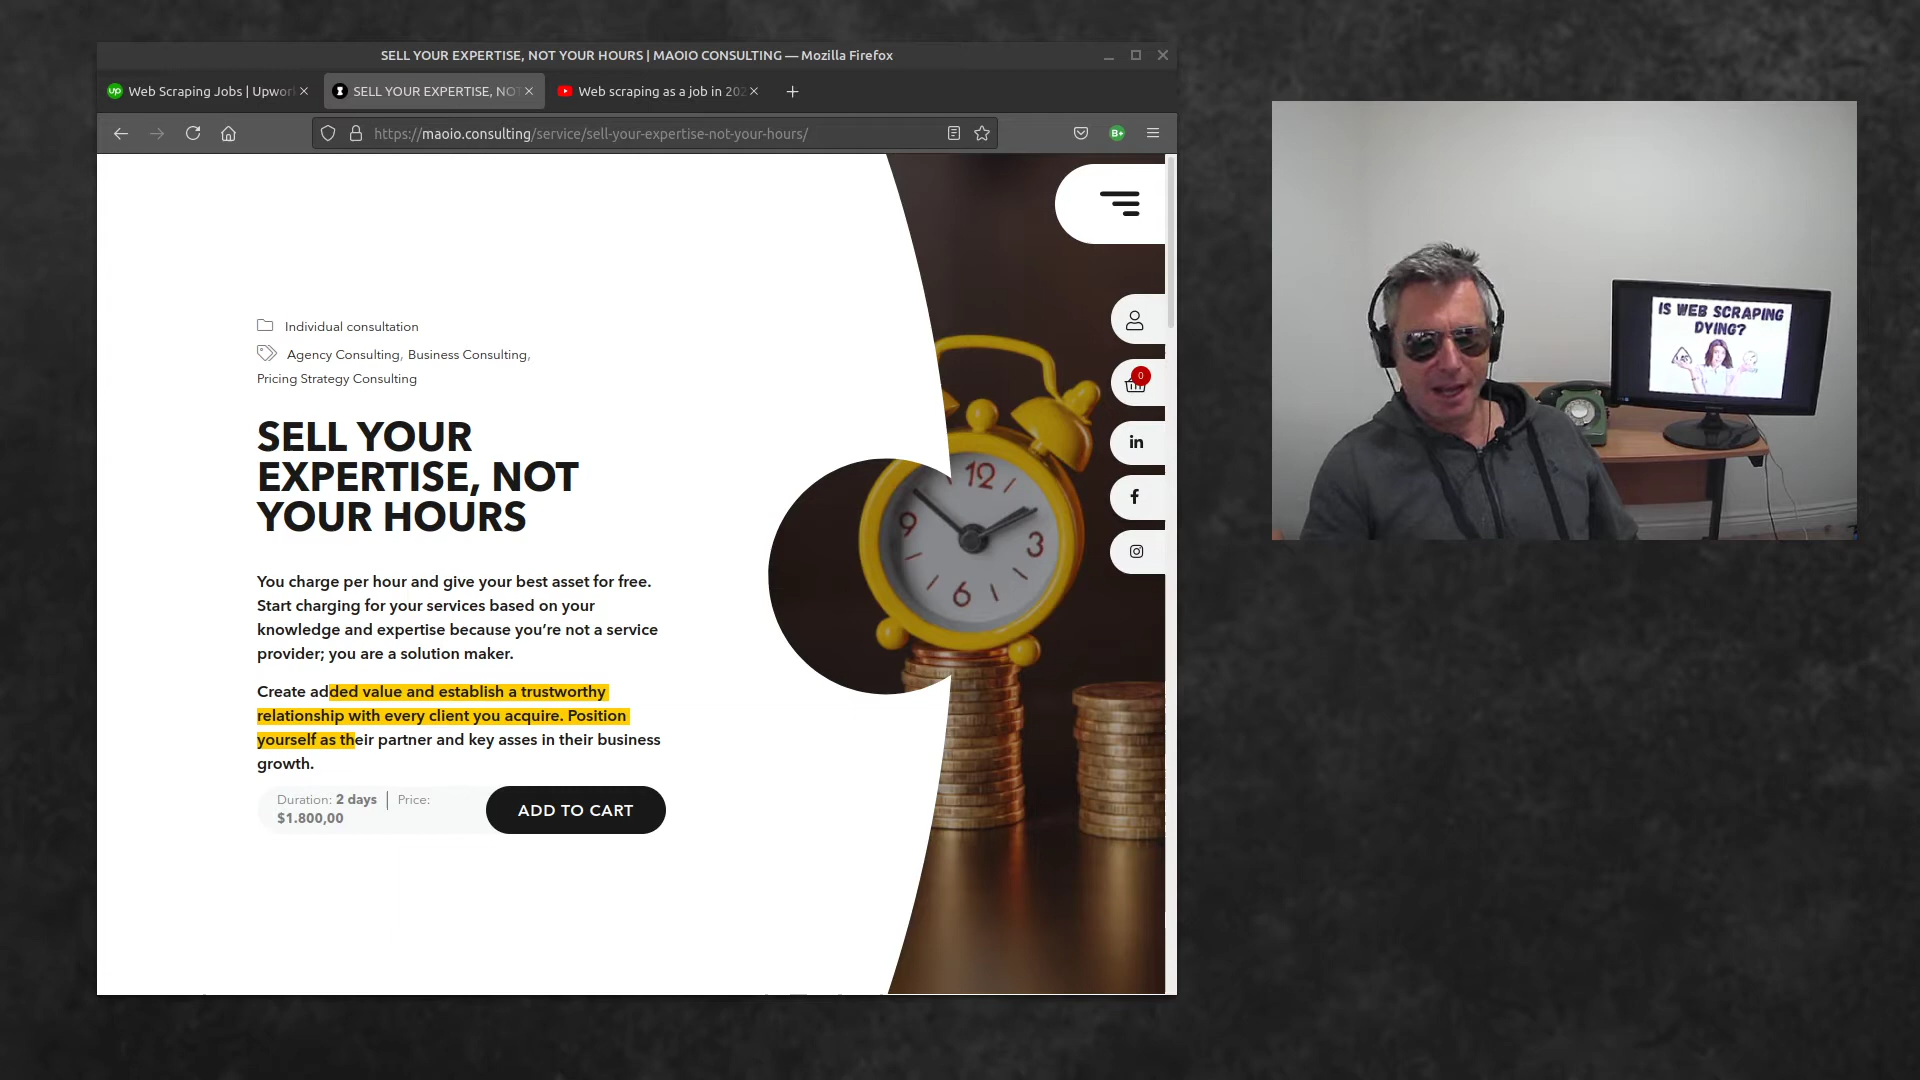 SELL YOUR EXPERTISE, NOT YOUR HOURS | MAOIO CONSULTING — Mozilla Firefox
Web Scraping Jobs | Upwor
SELL YOUR EXPERTISE, NOT
Web scraping as a job in 202
https://maoio.consulting/service/sell-your-expertise-not-your-hours/
B+
Individual consultation
Agency Consulting, Business Consulting,
Pricing Strategy Consulting
SELL YOUR
EXPERTISE, NOT
YOUR HOURS
You charge per hour and give your best asset for free.
Start charging for your services based on your
knowledge and expertise because you’re not a service
provider; you are a solution maker.
Create added value and establish a trustworthy
relationship with every client you acquire. Position
yourself as their partner and key asses in their business
growth.
Duration: 2 days | Price:
$1.800,00
ADD TO CART
0
in
f
12
9
3
6
IS WEB SCRAPING
DYING?